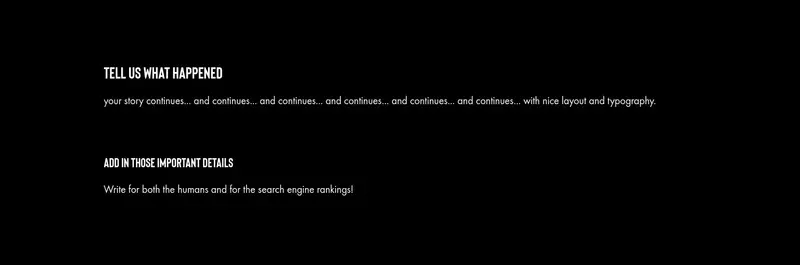 TELL US WHAT HAPPENED
your story continues... and continues... and continues... and continues... and continues... and continues... with nice layout and typography.
ADD IN THOSE IMPORTANT DETAILS
Write for both the humans and for the search engine rankings!